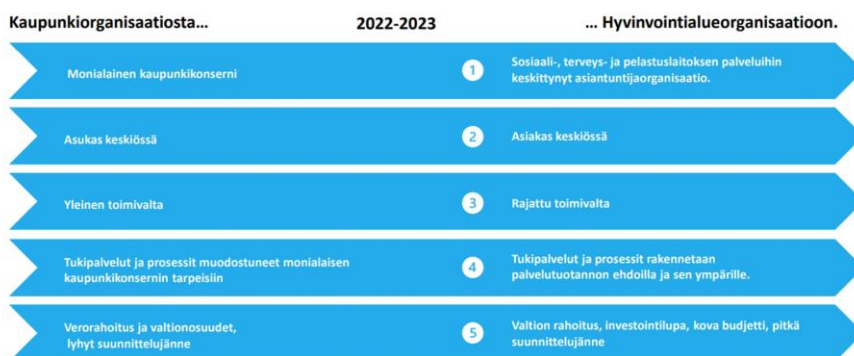 Kaupunkiorganisaatiosta…
2022-2023
… Hyvinvointialueorganisaatioon.
Monialainen kaupunkikonserni
1
Sosiaali-, terveys- ja pelastuslaitoksen palveluihin
keskittynyt asiantuntijaorganisaatio.
Asukas keskiössä
2
Asiakas keskiössä
Yleinen toimivalta
3
Rajattu toimivalta
Tukipalvelut ja prosessit muodostuneet monialaisen
kaupunkikonsernin tarpeisiin
4
Tukipalvelut ja prosessit rakennetaan
palvelutuotannon ehdoilla ja sen ympärille.
Verorahoitus ja valtionosuudet,
lyhyt suunnittelujänne
5
Valtion rahoitus, investointilupa, kova budjetti, pitkä
suunnittelujänne